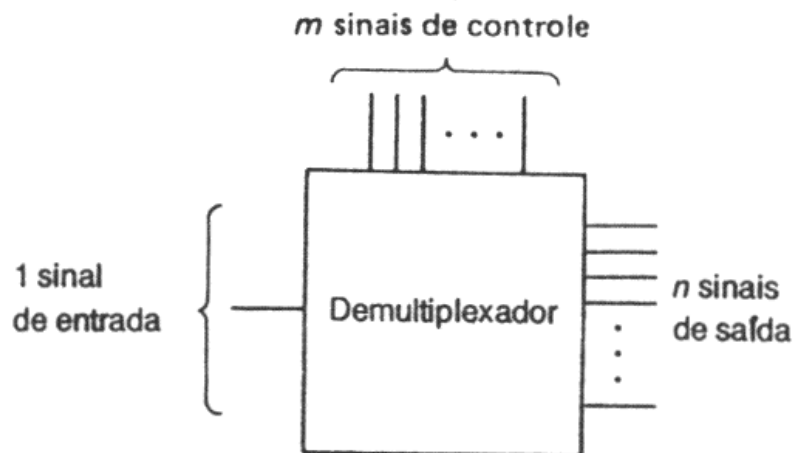 m sinais de controle
1 sinal
de entrada
Demultiplexador
n sinais
de saída